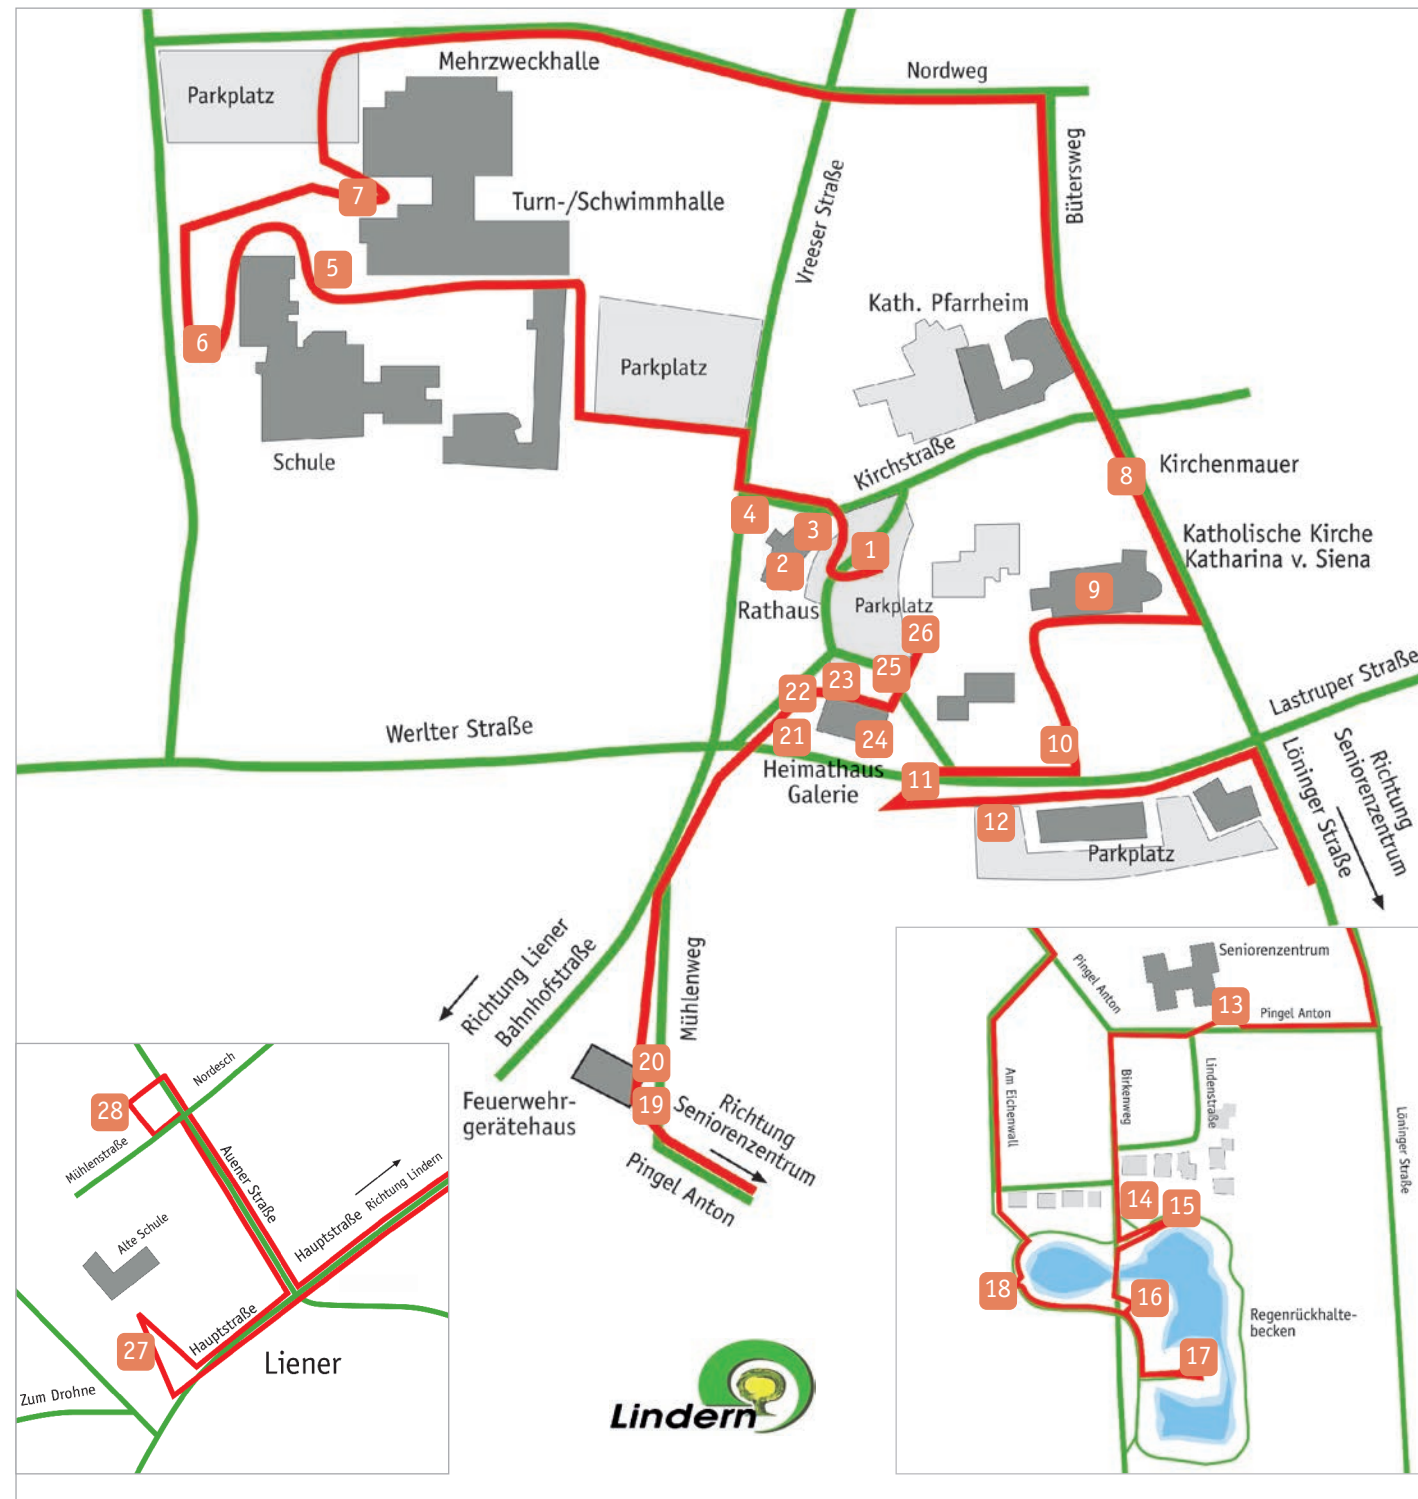 Mehrzweckhalle
Nordweg
Parkplatz
Bütersweg
7
Turn-/Schwimmhalle
Vreeser Straße
5
Kath. Pfarrheim
6
Parkplatz
Schule
Kirchstraße
8
Kirchenmauer
4
3
1
2
Katholische Kirche
Katharina v. Siena
9
Rathaus
Parkplatz
26
25
23
22
Lastruper Straße
Werlter Straße
21
24
10
Heimathaus
Galerie
11
12
Parkplatz
Löninger Straße
Richtung
Seniorenzentrum
Richtung Liener
Bahnhofstraße
Mühlenweg
20
19
Feuerwehr-
gerätehaus
Richtung
Seniorenzentrum
Pingel Anton
Seniorenzentrum
Pingel Anton
13
Pingel Anton
Am Eichenwall
Birkenweg
Lindenstraße
Löninger Straße
14
15
18
16
Regenrückhalte-
becken
17
Nordesch
28
Mühlenstraße
Auener Straße
Richtung Lindern
Hauptstraße
Alte Schule
27
Hauptstraße
Liener
Zum Drohne
Lindern